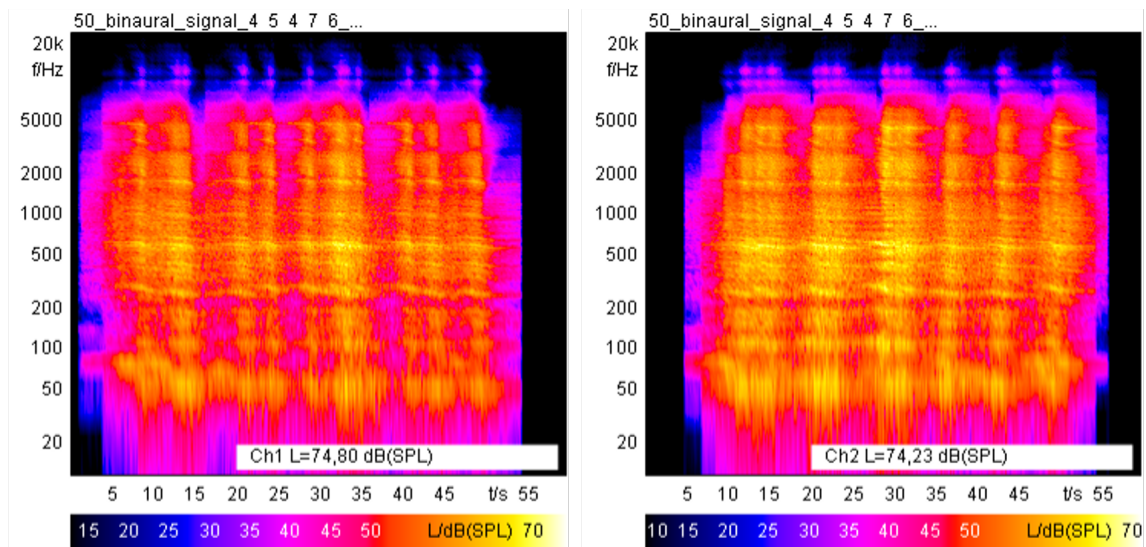 50_binaural_signal_4 5 4 7 6_...
20k
f/Hz
5000
2000
1000
500
200
100
50
20
Ch1 L=74,80 dB(SPL)
5 10 15 20 25 30 35 40 45 t/s 55
15 20 25 30 35 40 45 50 L/dB(SPL) 70
50_binaural_signal_4 5 4 7 6_...
20k
f/Hz
5000
2000
1000
500
200
100
50
20
Ch2 L=74,23 dB(SPL)
5 10 15 20 25 30 35 40 45 t/s 55
10 15 20 25 30 35 40 45 50 L/dB(SPL) 70